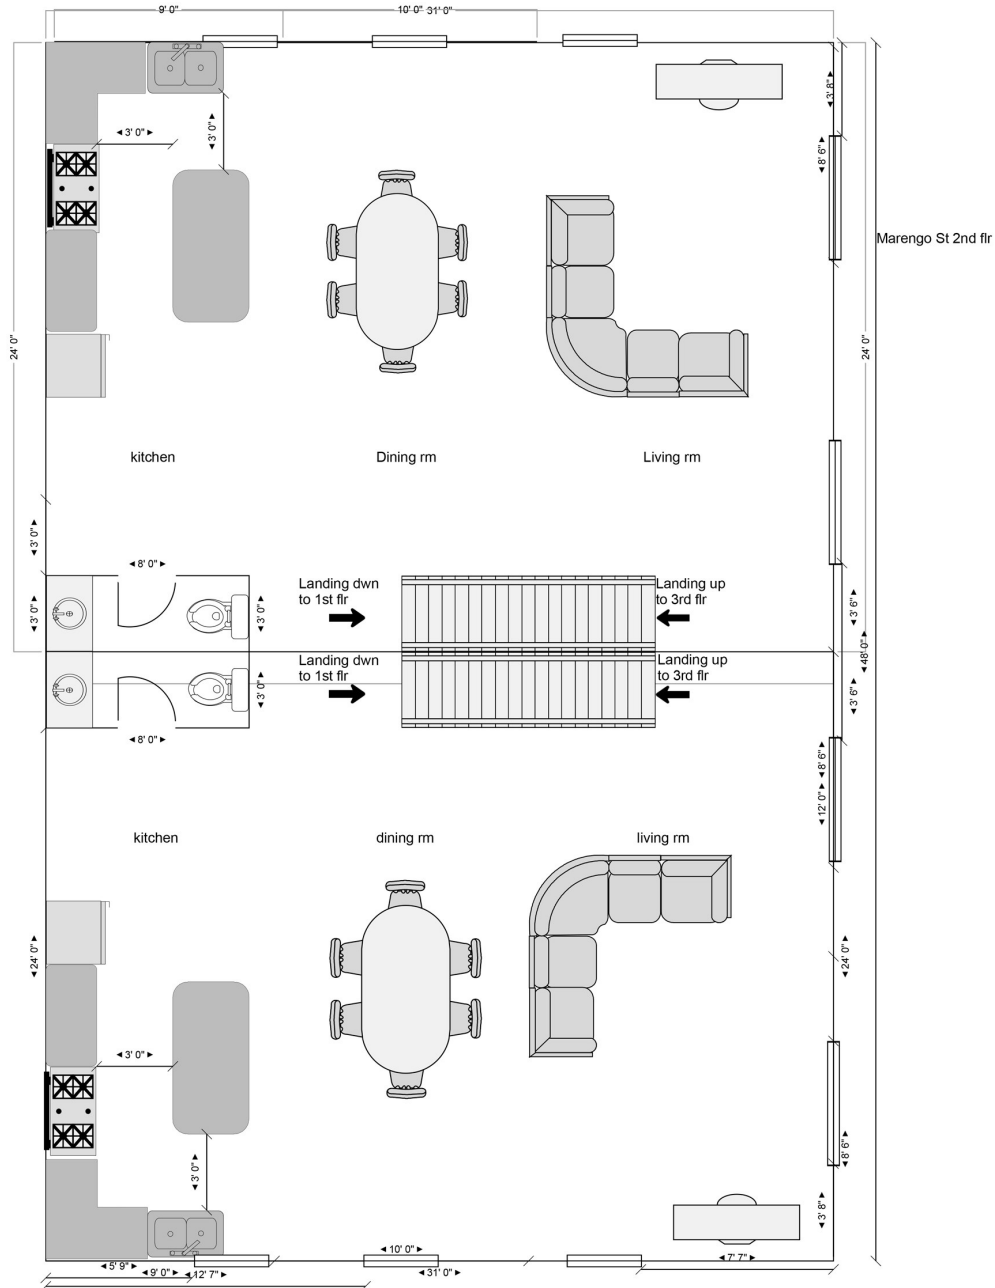 9' 0"
10' 0"
31' 0"
3' 8"
3' 0"
3' 0"
8' 6"
Marengo St 2nd flr
24' 0"
24' 0"
kitchen
Dining rm
Living rm
3' 0"
8' 0"
Landing dwn
to 1st flr
Landing up
to 3rd flr
3' 0"
3' 0"
3' 6"
48' 0"
Landing dwn
to 1st flr
Landing up
to 3rd flr
3' 0"
3' 6"
8' 0"
8' 6"
12' 0"
kitchen
dining rm
living rm
24' 0"
24' 0"
3' 0"
8' 6"
3' 0"
3' 8"
10' 0"
7' 7"
5' 9"
9' 0"
12' 7"
31' 0"